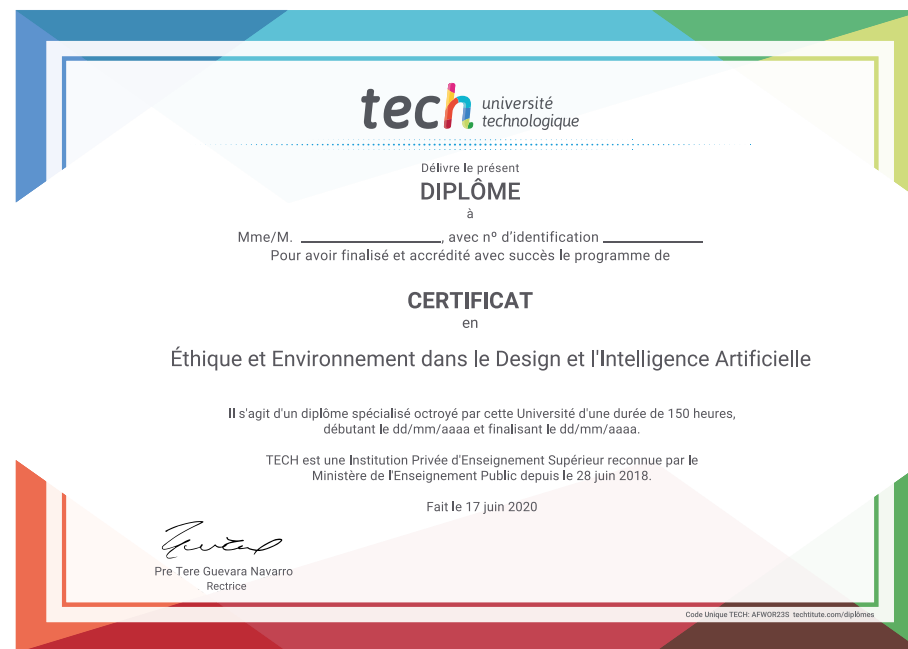 tech université
technologique
Délivre le présent
DIPLÔME
à
Mme/M. ____________________, avec nº d'identification ______________
Pour avoir finalisé et accrédité avec succès le programme de
CERTIFICAT
en
Éthique et Environnement dans le Design et l'Intelligence Artificielle
Il s'agit d'un diplôme spécialisé octroyé par cette Université d'une durée de 150 heures,
débutant le dd/mm/aaaa et finalisant le dd/mm/aaaa.
TECH est une Institution Privée d'Enseignement Supérieur reconnue par le
Ministère de l'Enseignement Public depuis le 28 juin 2018.
Fait le 17 juin 2020
Pre Tere Guevara Navarro
Rectrice
Code Unique TECH: AFWOR23S techtitute.com/diplômes